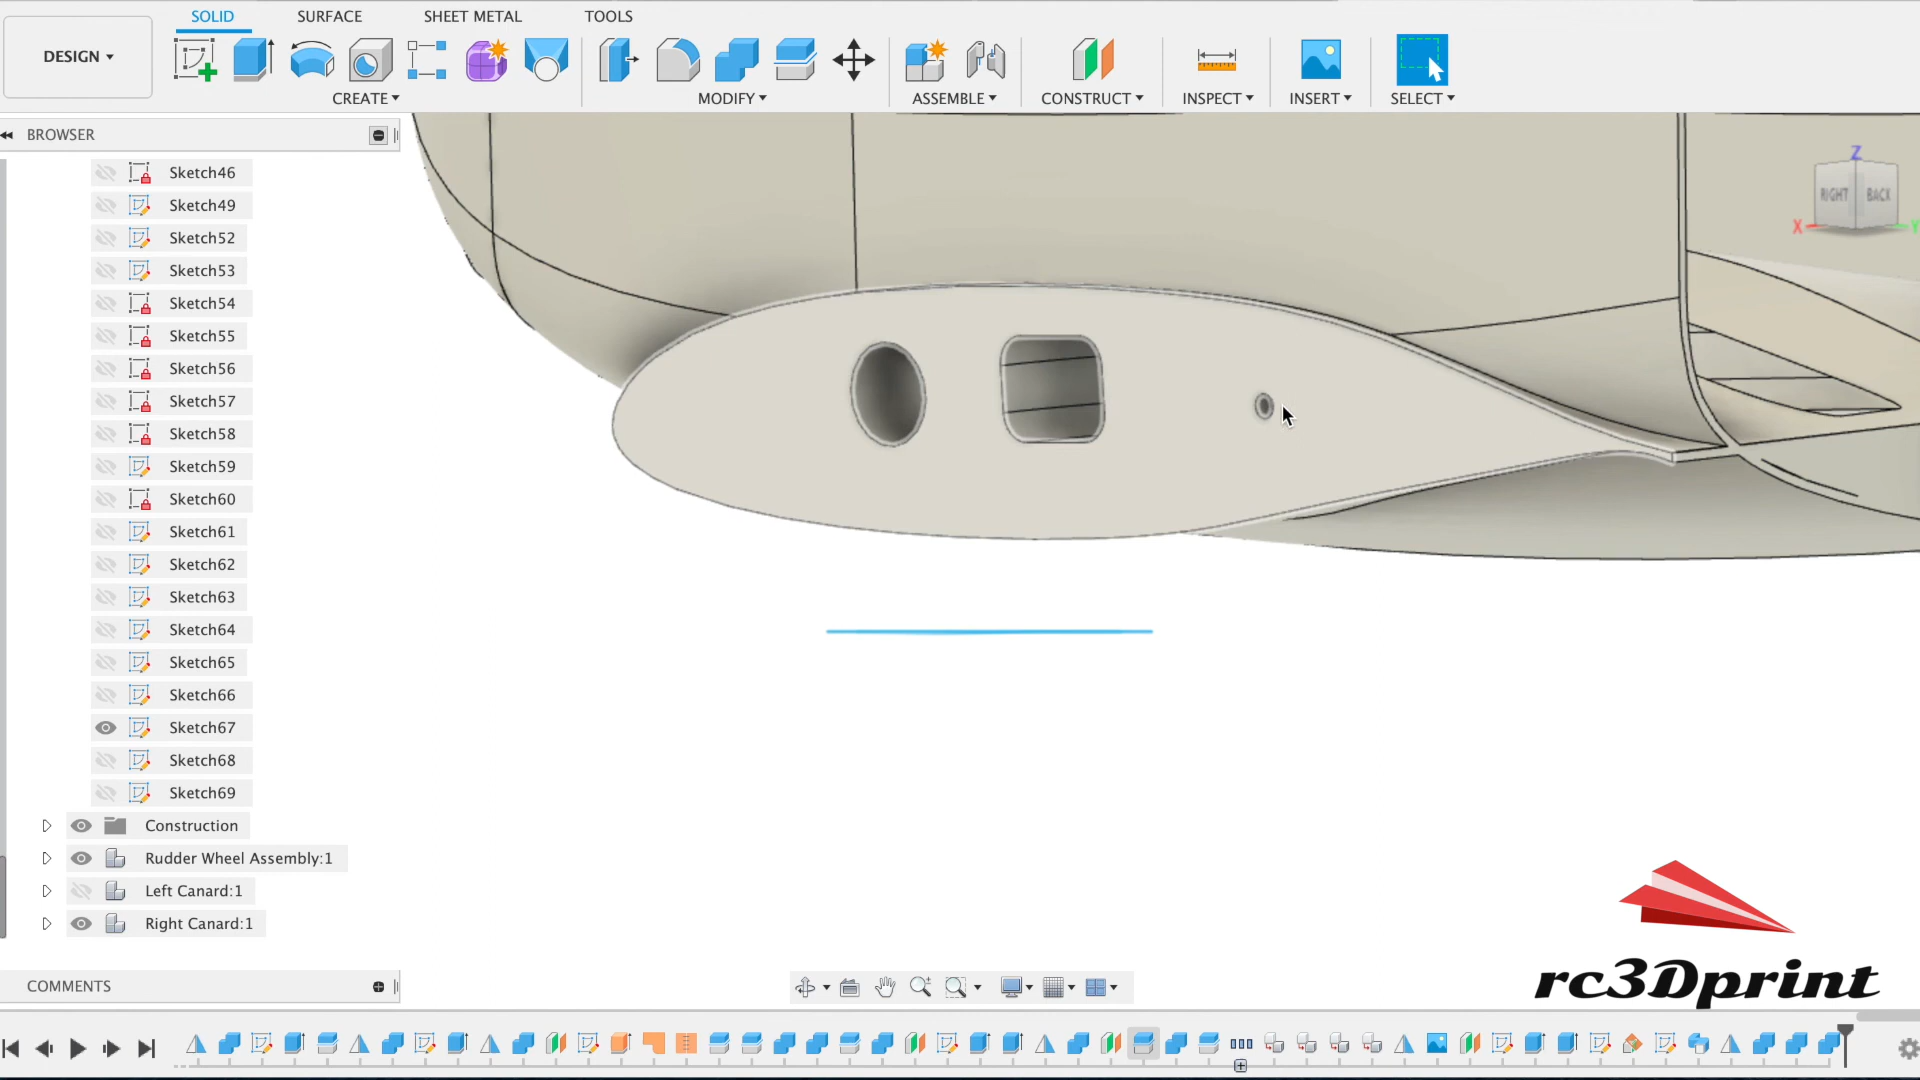 SOLID SURFACE SHEET METAL TOOLS
DESIGN
CREATE MODIFY ASSEMBLE CONSTRUCT INSPECT INSERT SELECT
BROWSER
Sketch46
Sketch49
Sketch52
Sketch53
Sketch54
Sketch55
Sketch56
Sketch57
Sketch58
Sketch59
Sketch60
Sketch61
Sketch62
Sketch63
Sketch64
Sketch65
Sketch66
Sketch67
Sketch68
Sketch69
Construction
Rudder Wheel Assembly:1
Left Canard:1
Right Canard:1
Z
RIGHT BACK
X Y
COMMENTS
rc3Dprint